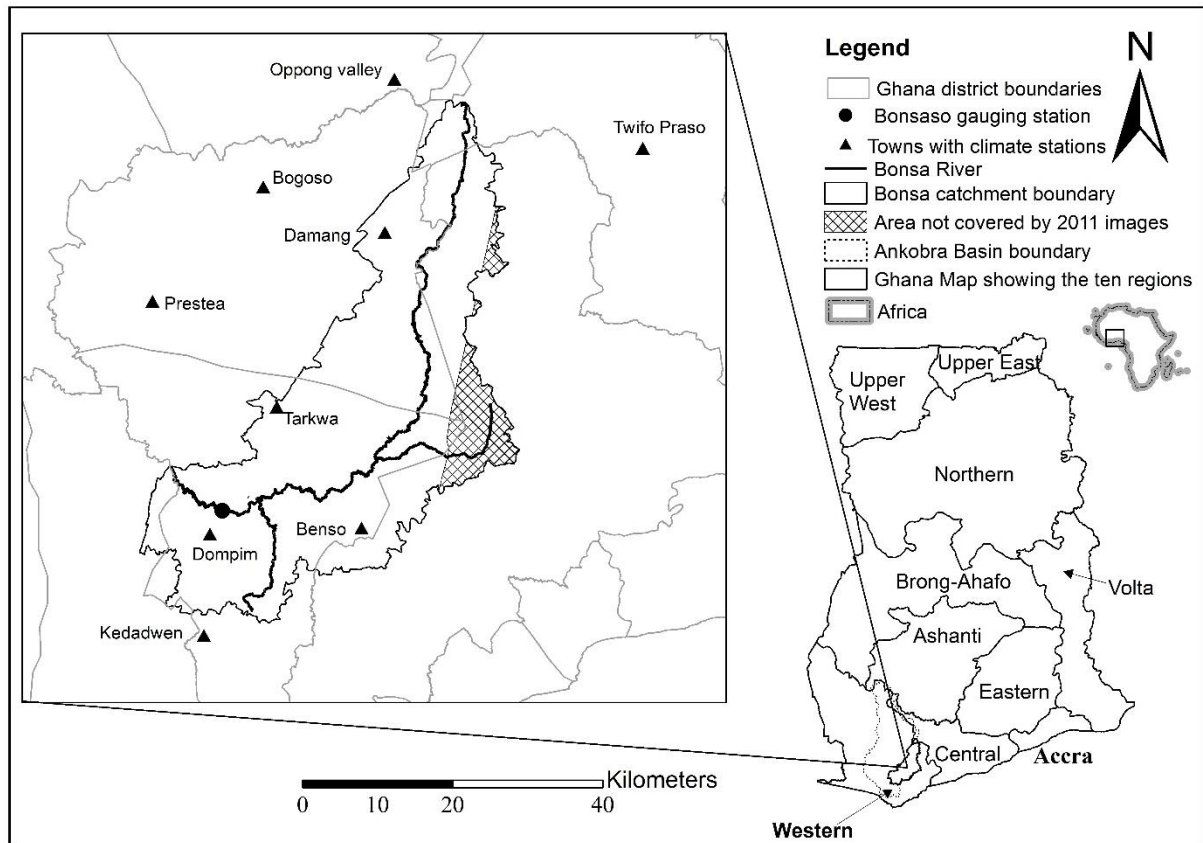 Oppong valley
Twifo Praso
Bogoso
Damang
Prestea
Tarkwa
Benso
Dompim
Kedadwen
Legend
Ghana district boundaries
Bonsaso gauging station
Towns with climate stations
Bonsa River
Bonsa catchment boundary
Area not covered by 2011 images
Ankobra Basin boundary
Ghana Map showing the ten regions
Africa
N
Upper East
Upper
West
Northern
Brong-Ahafo
Volta
Ashanti
Eastern
Central
Accra
Western
Kilometers
0 10 20 40